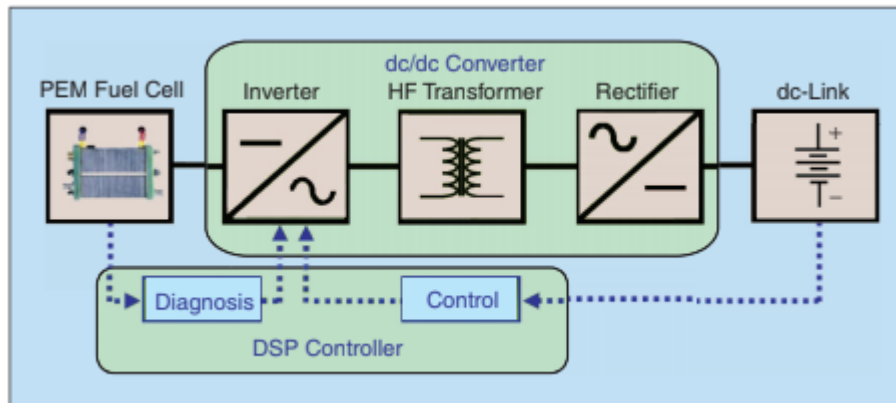 dc/dc Converter
PEM Fuel Cell
Inverter
HF Transformer
Rectifier
dc-Link
+
−
Diagnosis
Control
DSP Controller